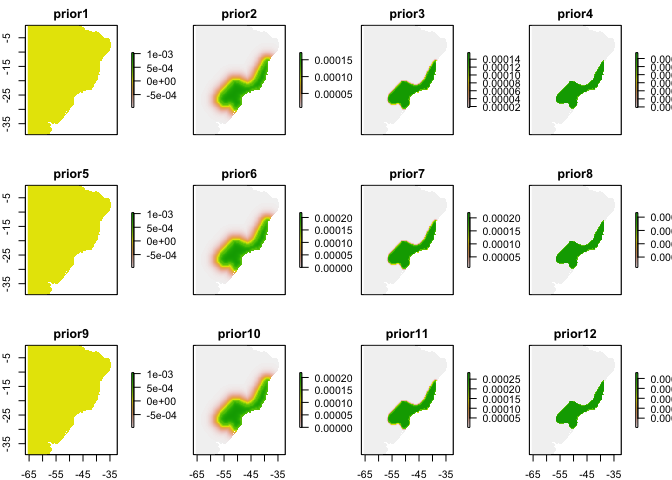 prior1 prior2 prior3 prior4
-5 -15 -25 -35
1e-03 5e-04 0e+00 -5e-04
0.00015 0.00010 0.00005
0.00014 0.00012 0.00010 0.00008 0.00006 0.00004 0.00002
prior5 prior6 prior7 prior8
-5 -15 -25 -35
1e-03 5e-04 0e+00 -5e-04
0.00020 0.00015 0.00010 0.00005 0.00000
0.00020 0.00015 0.00010 0.00005
prior9 prior10 prior11 prior12
-5 -15 -25 -35
1e-03 5e-04 0e+00 -5e-04
0.00020 0.00015 0.00010 0.00005 0.00000
0.00025 0.00020 0.00015 0.00010 0.00005
-65 -55 -45 -35 -65 -55 -45 -35 -65 -55 -45 -35 -65 -55 -45 -35